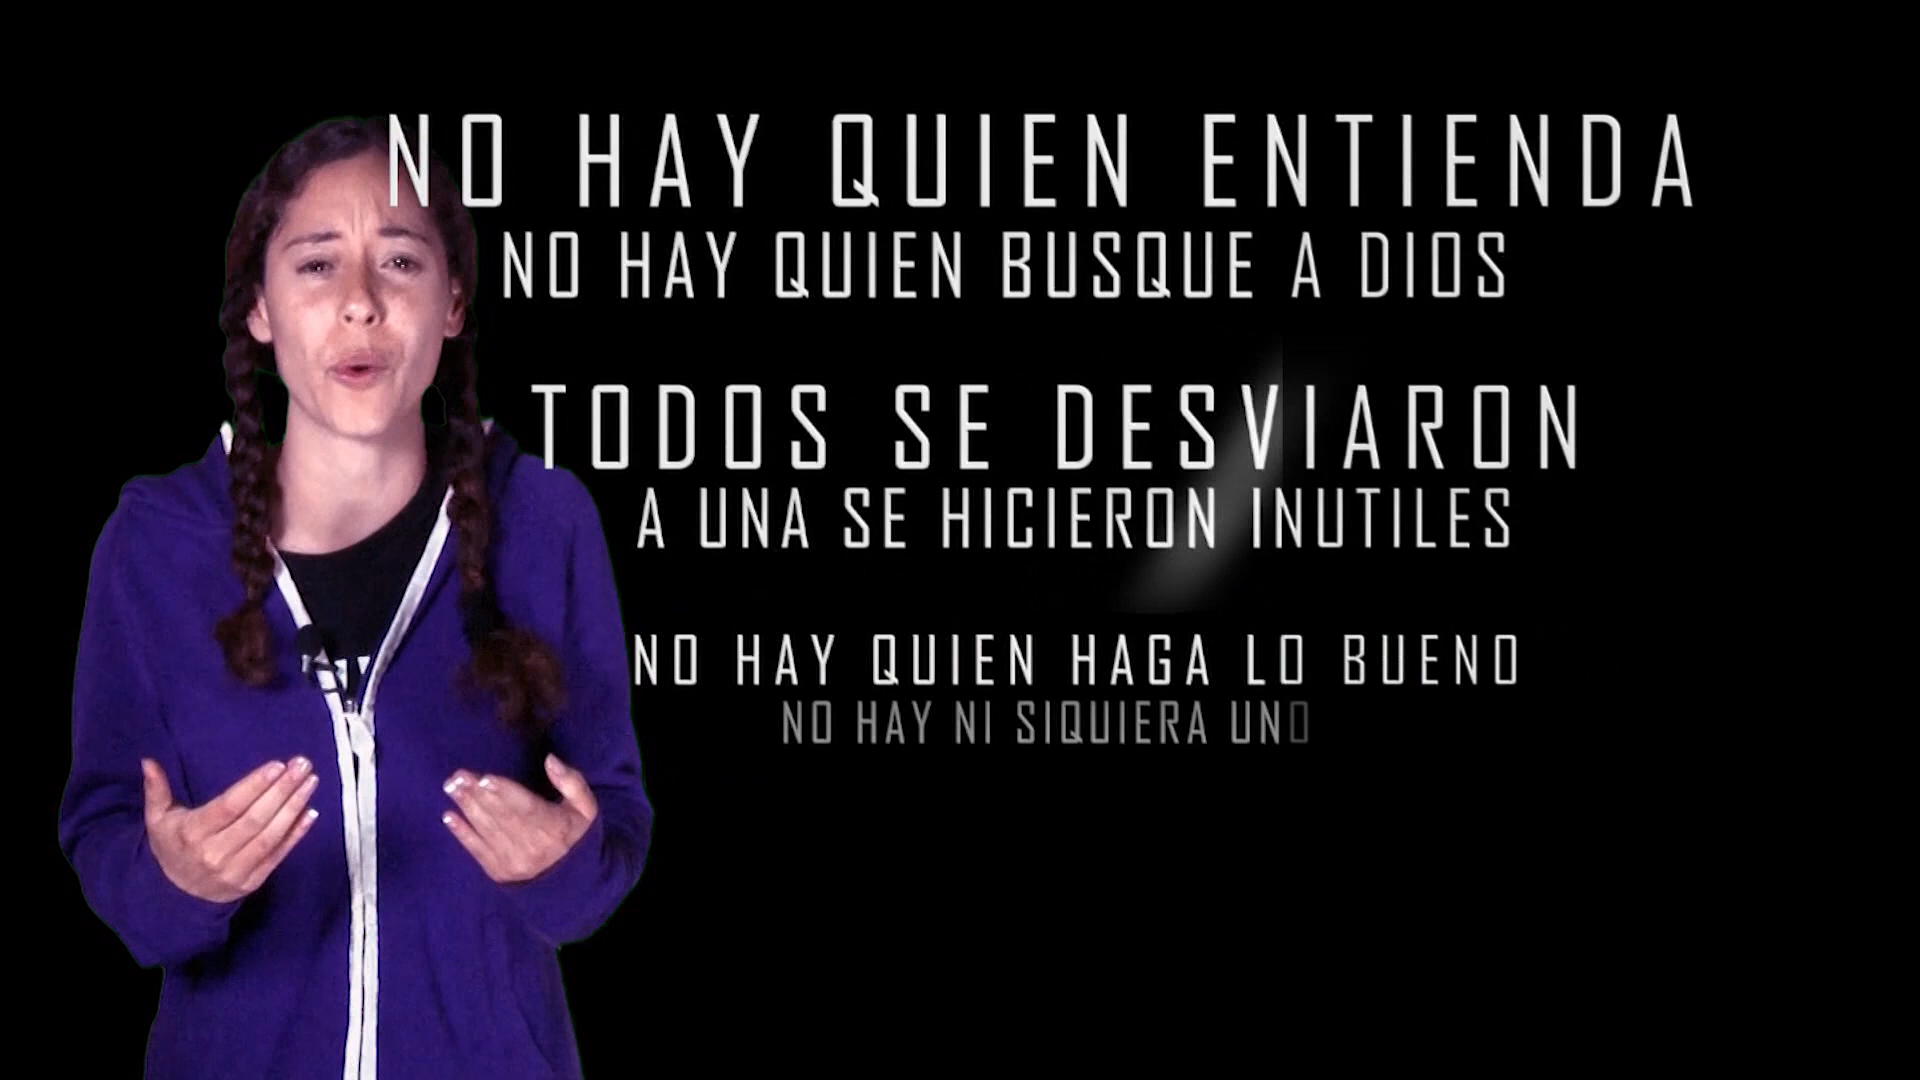 NO HAY QUIEN ENTIENDA
NO HAY QUIEN BUSQUE A DIOS
TODOS SE DESVIARON
A UNA SE HICIERON INUTILES
NO HAY QUIEN HAGA LO BUENO
NO HAY NI SIQUIERA UNO